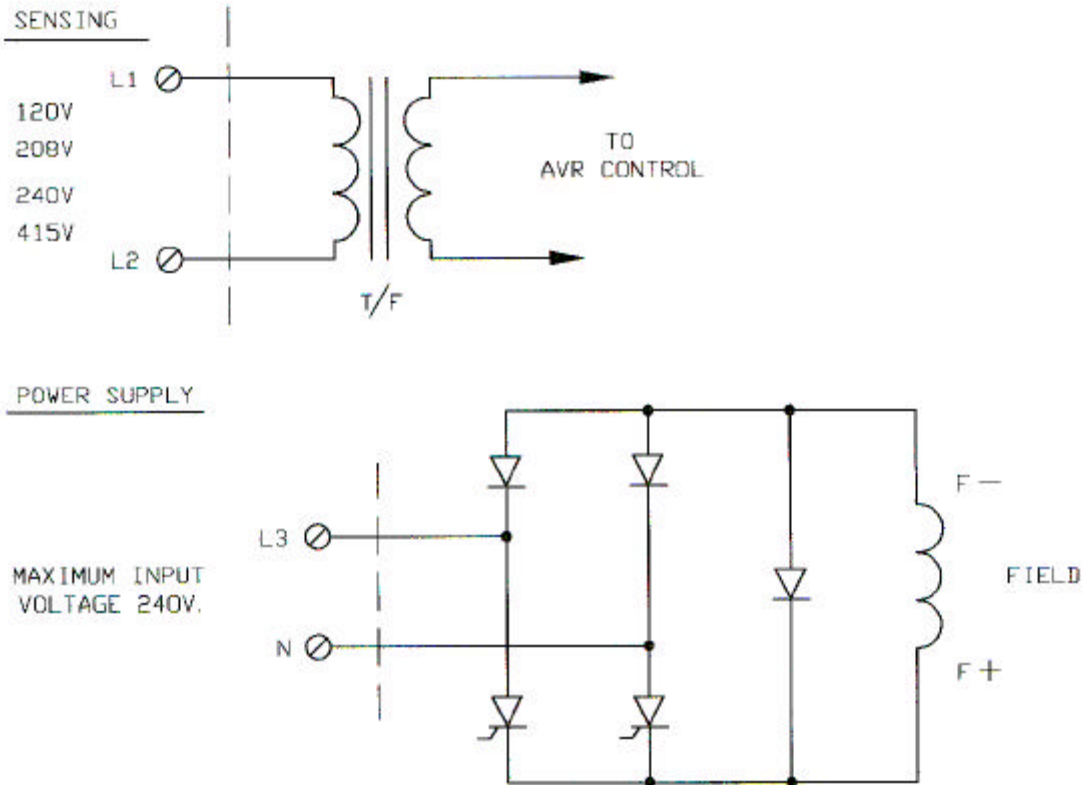 SENSING
L1
120V
208V
240V
415V
L2
TO
AVR CONTROL
T/F
POWER SUPPLY
L3
MAXIMUM INPUT
VOLTAGE 240V.
N
F-
FIELD
F+